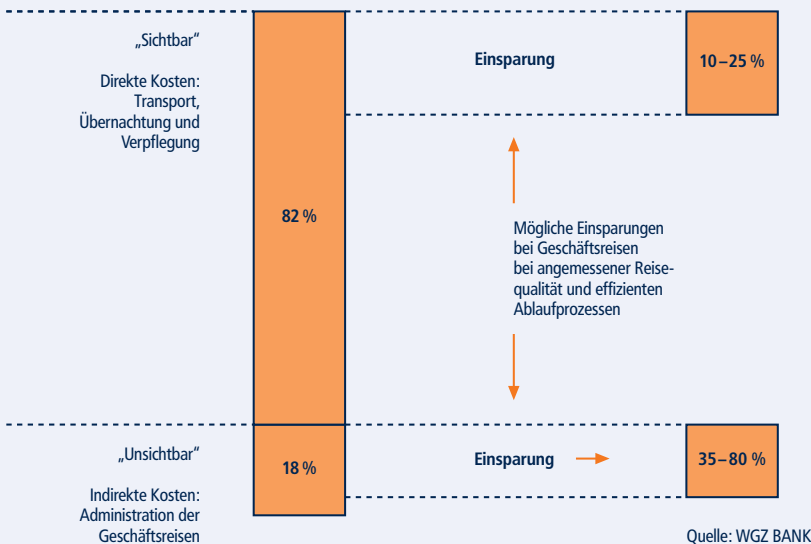 „Sichtbar“
Direkte Kosten:
Transport,
Übernachtung und
Verpflegung
82 %
Einsparung
10–25 %
Mögliche Einsparungen
bei Geschäftsreisen
bei angemessener Reise-
qualität und effizienten
Ablaufprozessen
„Unsichtbar“
Indirekte Kosten:
Administration der
Geschäftsreisen
18 %
Einsparung
35–80 %
Quelle: WGZ BANK